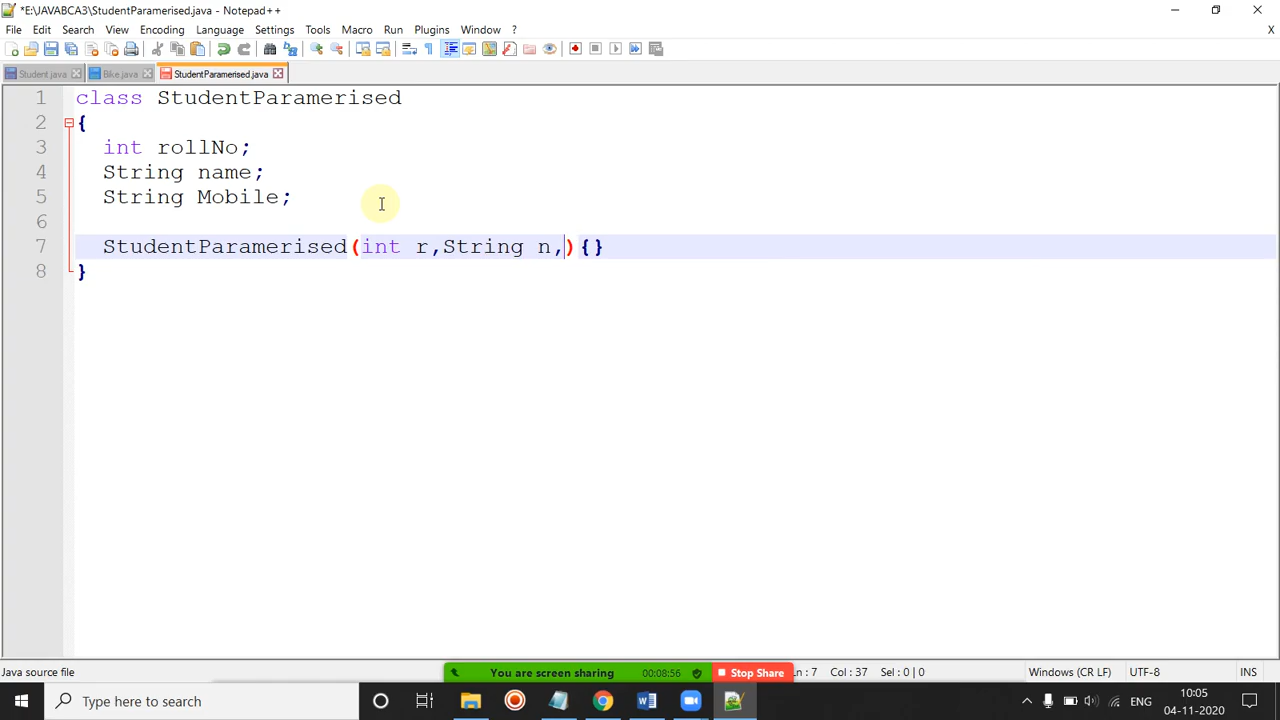 *E:\JAVABCA3\StudentParamerised.java - Notepad++
File Edit Search View Encoding Language Settings Tools Macro Run Plugins Window ? X
Student.java Bike.java StudentParamerised.java
1 class StudentParamerised
2 {
3 int rollNo;
4 String name;
5 String Mobile;
6
7 StudentParamerised(int r,String n,){}
8 }
Java source file You are screen sharing 00:08:56 Stop Share Ln : 7 Col : 37 Sel : 0 | 0 Windows (CR LF) UTF-8 INS
Type here to search ENG 10:05
04-11-2020